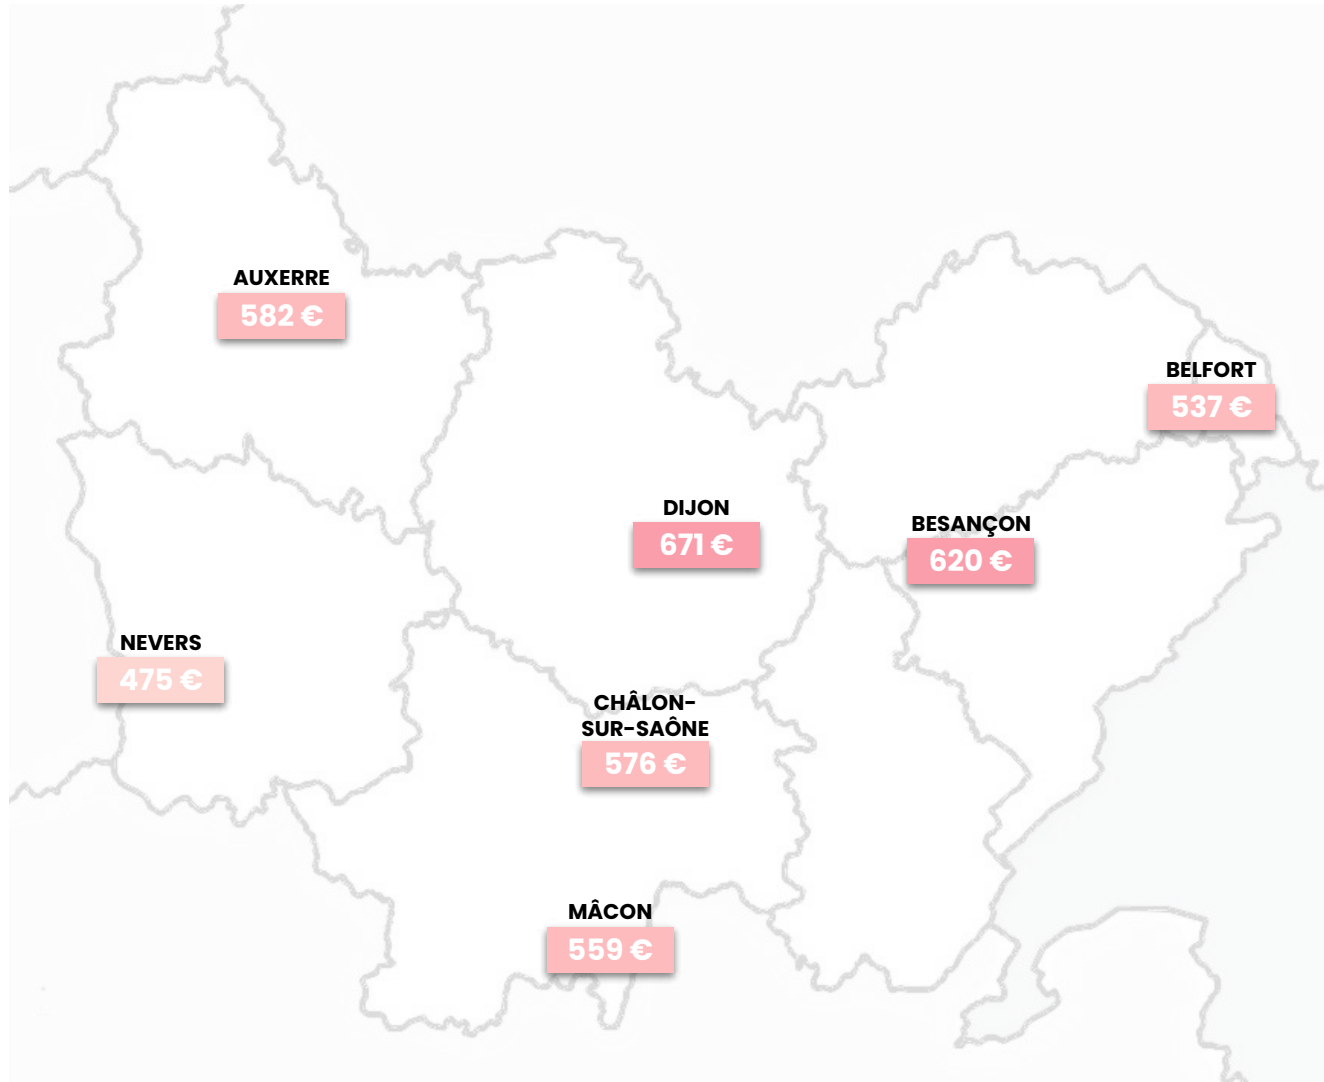 AUXERRE
582 €
BELFORT
537 €
DIJON
671 €
BESANÇON
620 €
NEVERS
475 €
CHÂLON-
SUR-SAÔNE
576 €
MÂCON
559 €